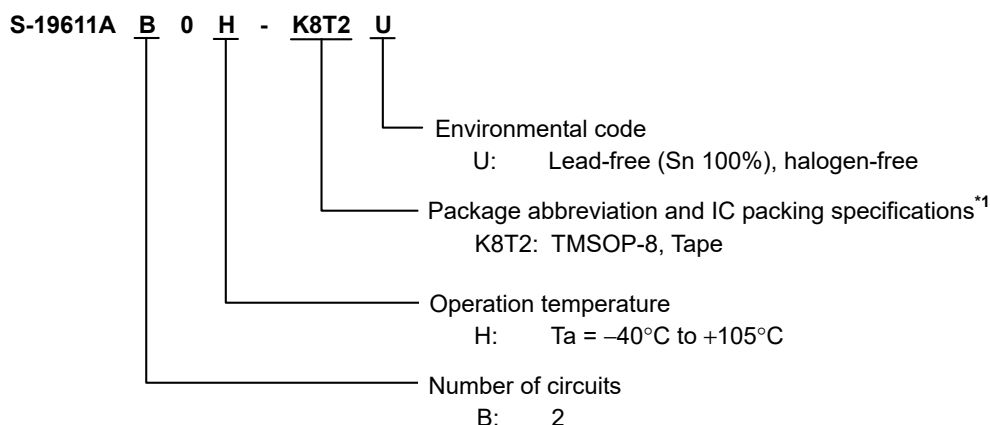 S-19611A B 0 H - K8T2 U
Environmental code
U: Lead-free (Sn 100%), halogen-free
Package abbreviation and IC packing specifications*1
K8T2: TMSOP-8, Tape
Operation temperature
H: Ta = −40°C to +105°C
Number of circuits
B: 2